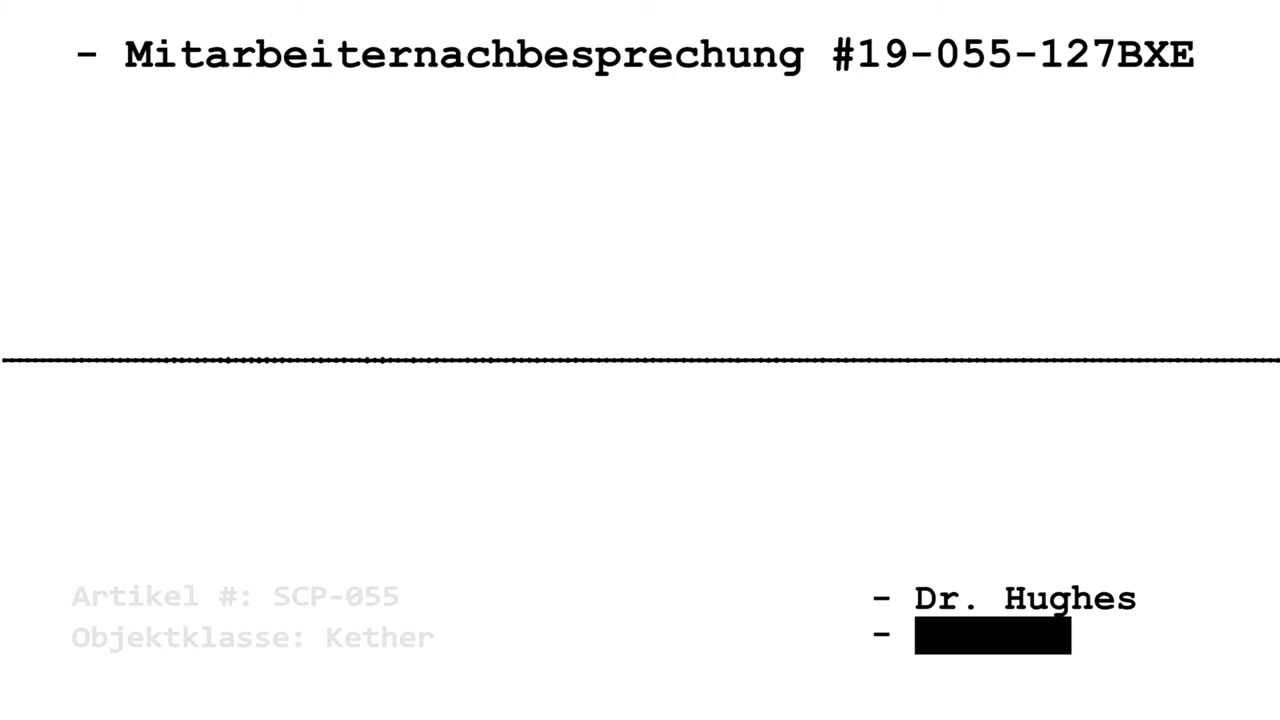 - Mitarbeiternachbesprechung #19-055-127BXE
Artikel #: SCP-055
Objektklasse: Kether
- Dr. Hughes
-